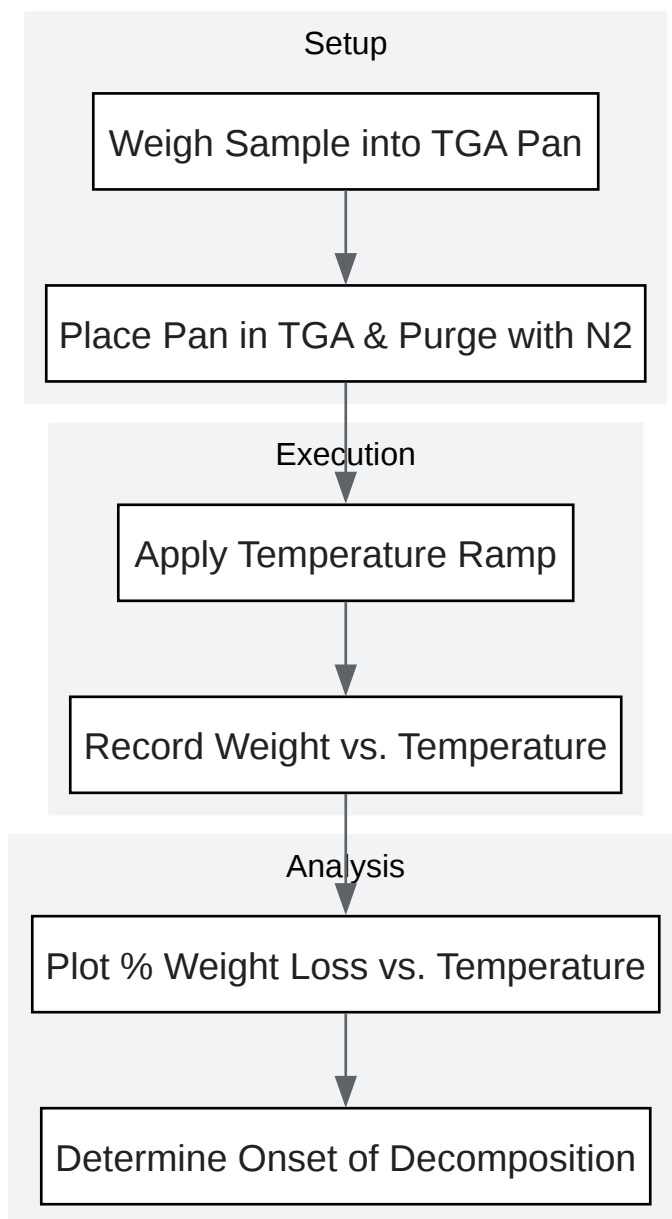 Setup
Weigh Sample into TGA Pan
Place Pan in TGA & Purge with N2
Execution
Apply Temperature Ramp
Record Weight vs. Temperature
Analysis
Plot % Weight Loss vs. Temperature
Determine Onset of Decomposition